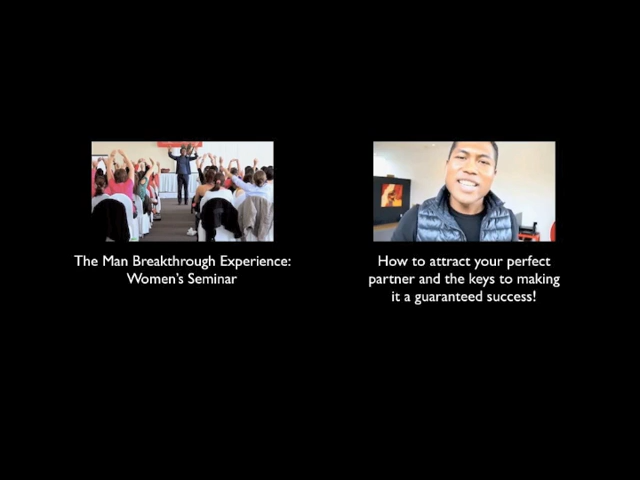 The Man Breakthrough Experience:
Women's Seminar
How to attract your perfect
partner and the keys to making
it a guaranteed success!